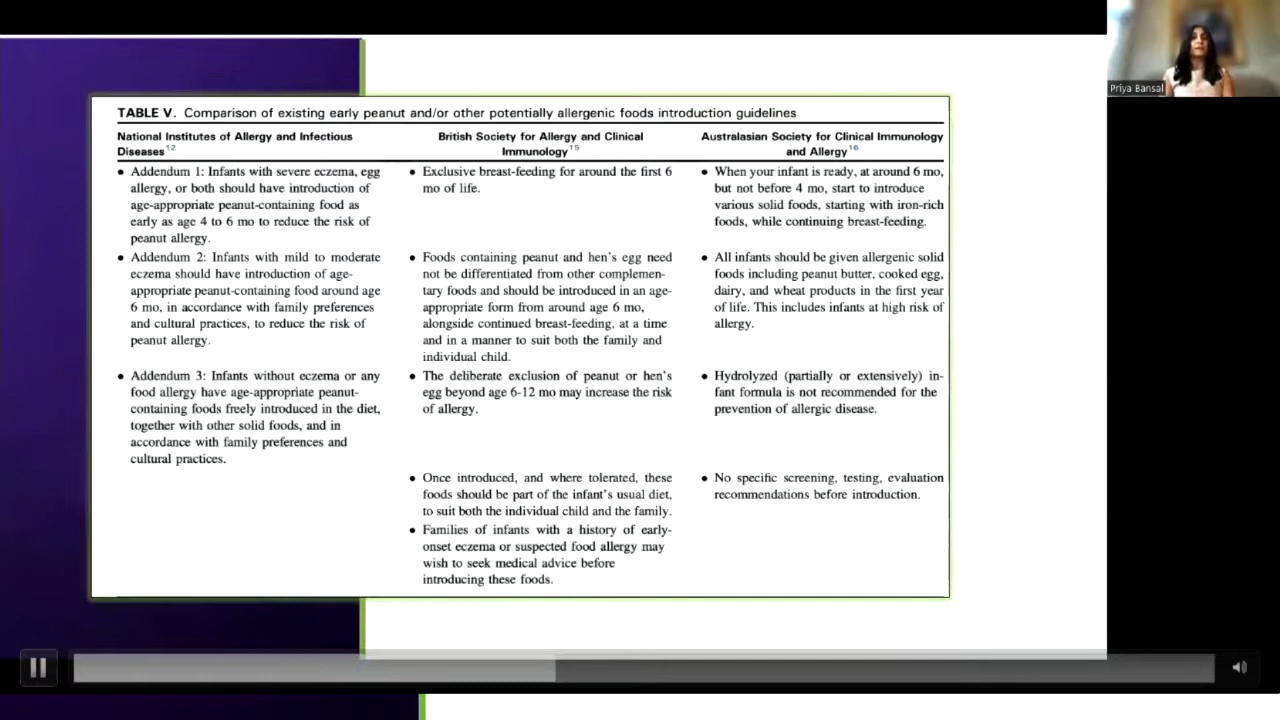 Priya Bansal
TABLE V. Comparison of existing early peanut and/or other potentially allergenic foods introduction guidelines
National Institutes of Allergy and Infectious
Diseases12
• Addendum 1: Infants with severe eczema, egg
allergy, or both should have introduction of
age-appropriate peanut-containing food as
early as age 4 to 6 mo to reduce the risk of
peanut allergy.
• Addendum 2: Infants with mild to moderate
eczema should have introduction of age-
appropriate peanut-containing food around age
6 mo, in accordance with family preferences
and cultural practices, to reduce the risk of
peanut allergy.
• Addendum 3: Infants without eczema or any
food allergy have age-appropriate peanut-
containing foods freely introduced in the diet,
together with other solid foods, and in
accordance with family preferences and
cultural practices.
British Society for Allergy and Clinical
Immunology15
• Exclusive breast-feeding for around the first 6
mo of life.
• Foods containing peanut and hen's egg need
not be differentiated from other complemen-
tary foods and should be introduced in an age-
appropriate form from around age 6 mo,
alongside continued breast-feeding, at a time
and in a manner to suit both the family and
individual child.
• The deliberate exclusion of peanut or hen's
egg beyond age 6-12 mo may increase the risk
of allergy.
• Once introduced, and where tolerated, these
foods should be part of the infant's usual diet,
to suit both the individual child and the family.
• Families of infants with a history of early-
onset eczema or suspected food allergy may
wish to seek medical advice before
introducing these foods.
Australasian Society for Clinical Immunology
and Allergy16
• When your infant is ready, at around 6 mo,
but not before 4 mo, start to introduce
various solid foods, starting with iron-rich
foods, while continuing breast-feeding.
• All infants should be given allergenic solid
foods including peanut butter, cooked egg,
dairy, and wheat products in the first year
of life. This includes infants at high risk of
allergy.
• Hydrolyzed (partially or extensively) in-
fant formula is not recommended for the
prevention of allergic disease.
• No specific screening, testing, evaluation
recommendations before introduction.